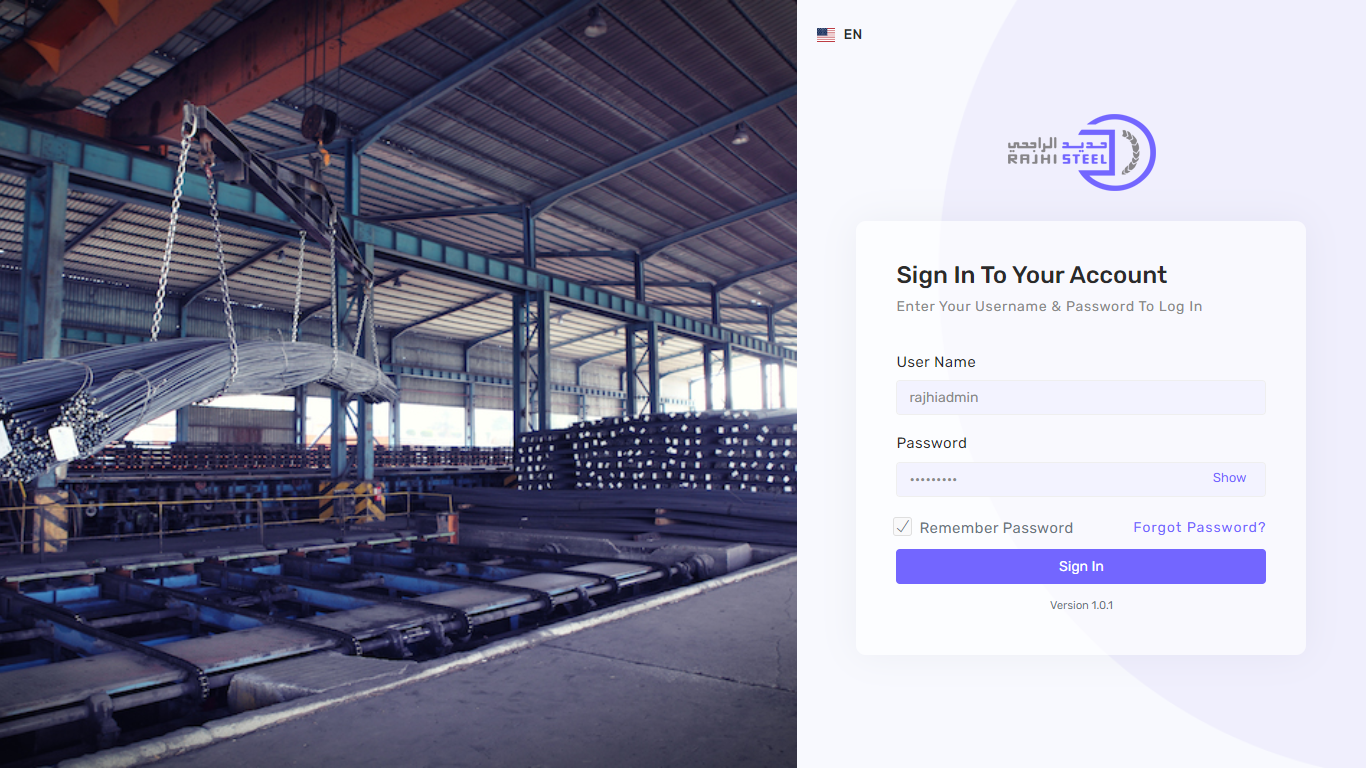 EN
حديد الراجحي
RAJHI STEEL
Sign In To Your Account
Enter Your Username & Password To Log In
User Name
rajhiadmin
Password
•••••••••
Show
Remember Password
Forgot Password?
Sign In
Version 1.0.1